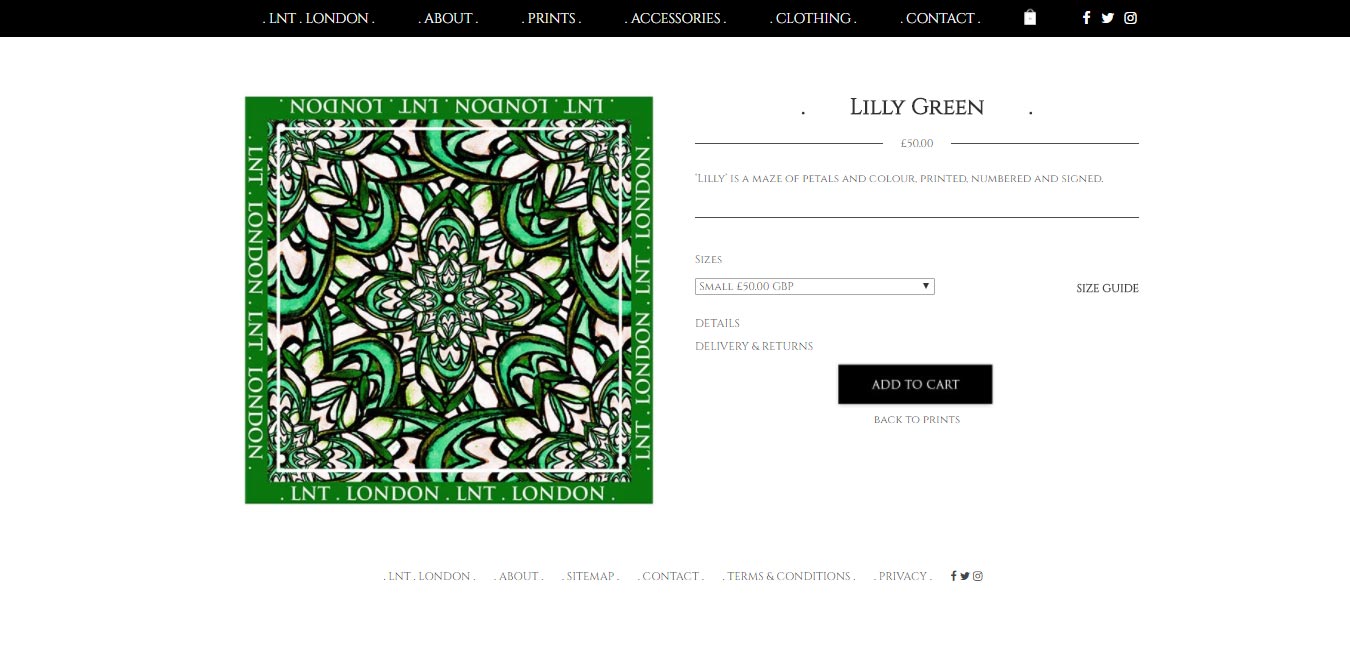 . LNT . LONDON . . ABOUT . . PRINTS . . ACCESSORIES . . CLOTHING . . CONTACT .
. LNT . LONDON . LNT . LONDON .
. LNT . LONDON . LNT . LONDON .
. LNT . LONDON . LNT . LONDON .
. LNT . LONDON . LNT . LONDON .
. Lilly Green .
£50.00
'Lilly' is a maze of petals and colour, printed, numbered and signed.
Sizes
Small £50.00 GBP
SIZE GUIDE
DETAILS
DELIVERY & RETURNS
ADD TO CART
BACK TO PRINTS
. LNT . LONDON . . ABOUT . . SITEMAP . . CONTACT . . TERMS & CONDITIONS . . PRIVACY .